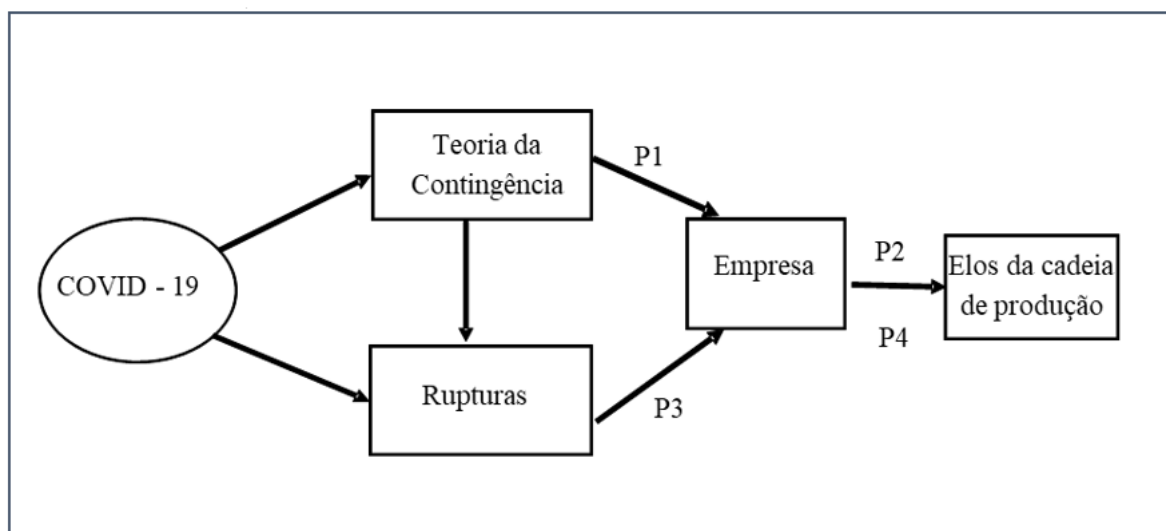 Teoria da
Contingência
P1
COVID - 19
Empresa
P2
Elos da cadeia
de produção
P4
Rupturas
P3